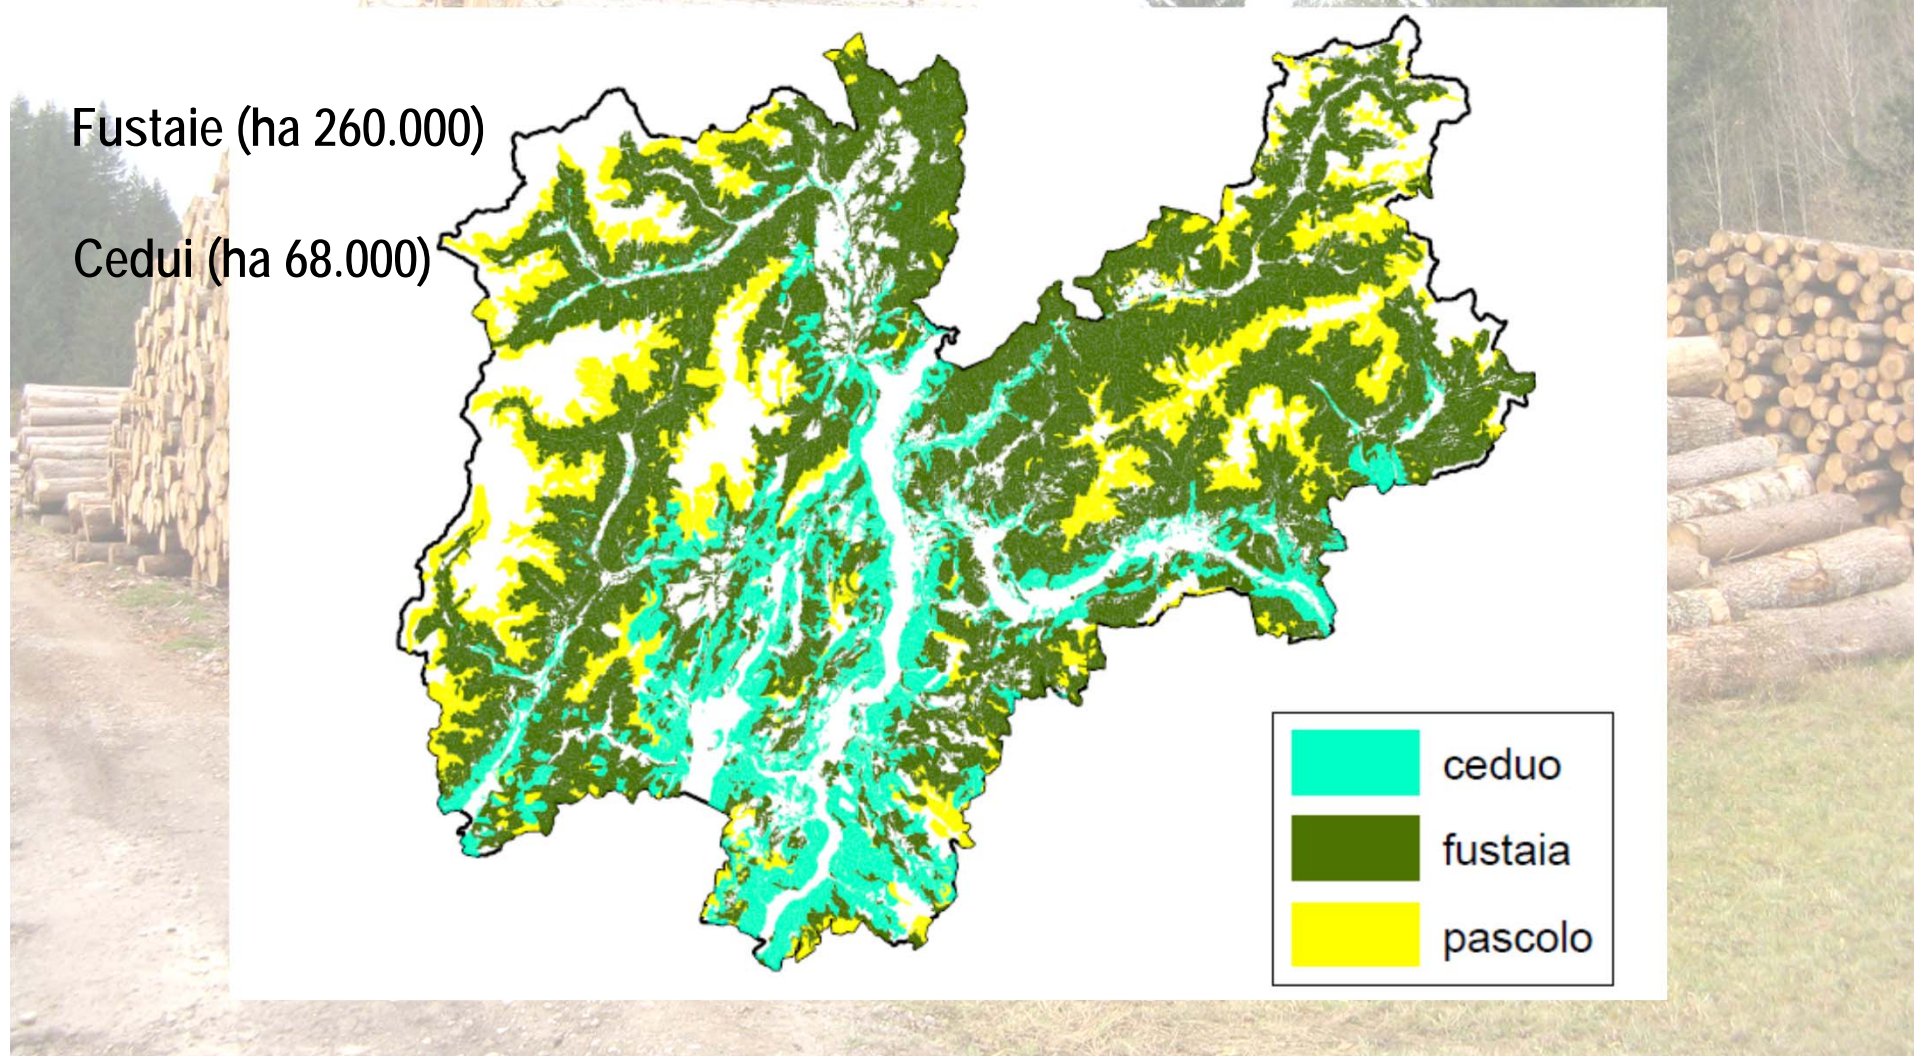 Fustaie (ha 260.000)
Cedui (ha 68.000)
ceduo
fustaia
pascolo